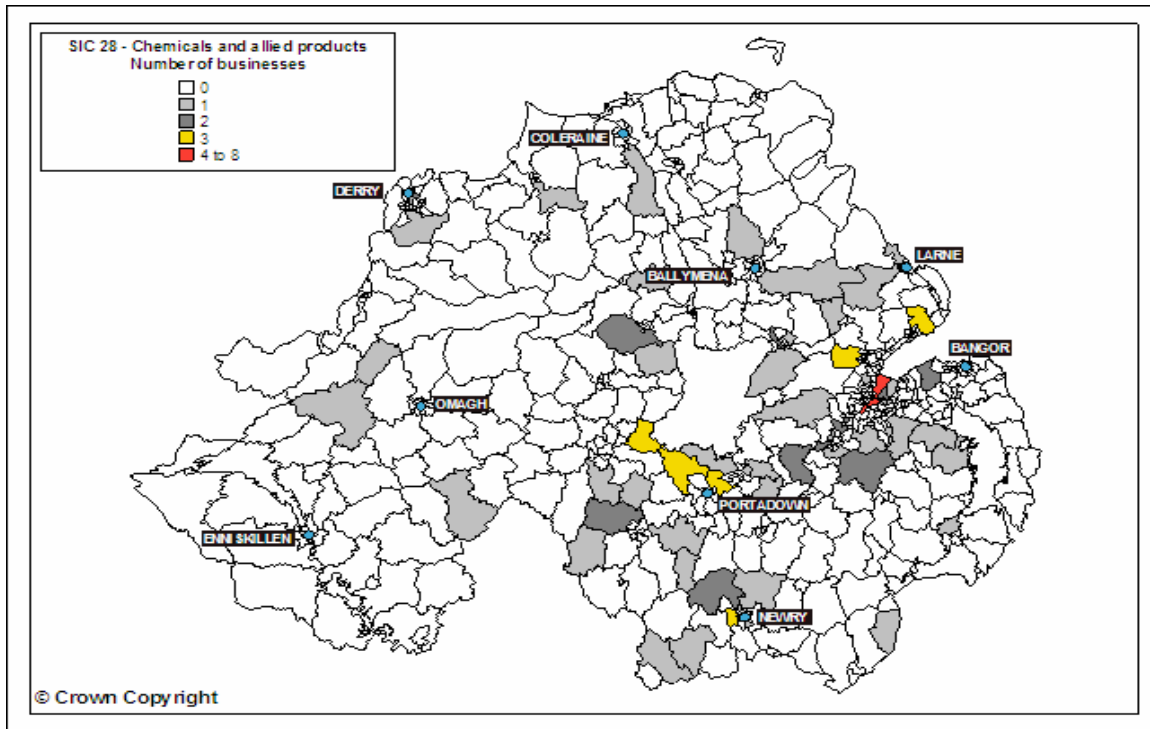 SIC 28 - Chemicals and allied products
Number of businesses
0
1
2
3
4 to 8
COLERAINE
DERRY
LARNE
BALLYMENA
BANGOR
OMAGH
PORTADOWN
ENNISKILLEN
NEWRY
© Crown Copyright